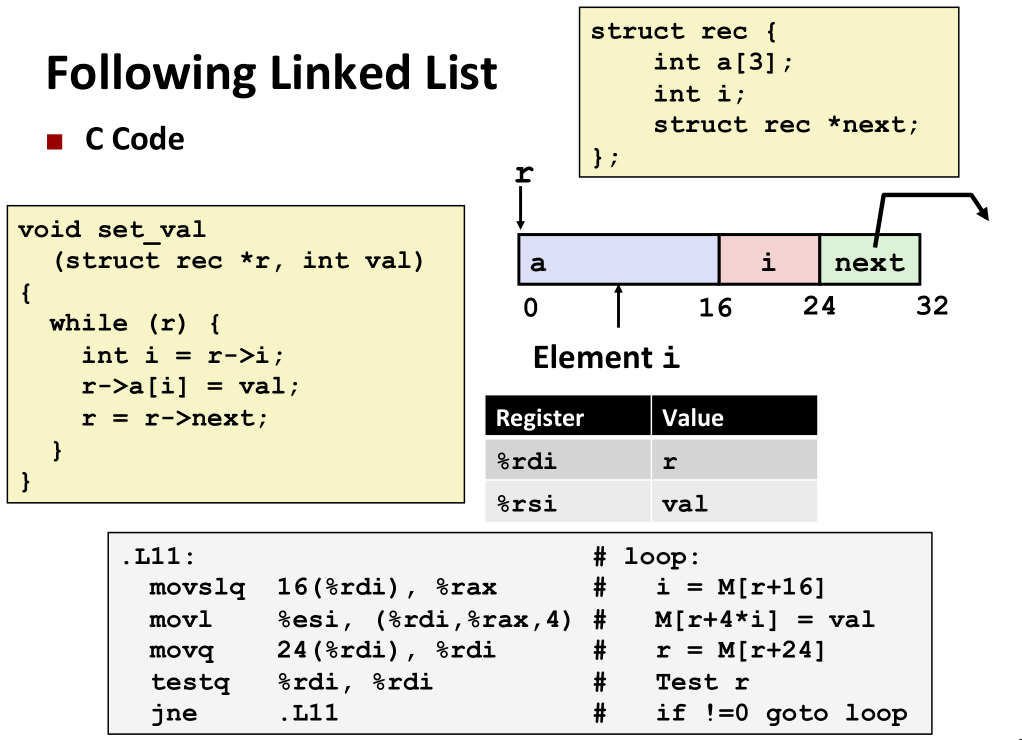 Following Linked List
C Code
struct rec {
    int a[3];
    int i;
    struct rec *next;
};
void set_val
  (struct rec *r, int val)
{
  while (r) {
    int i = r->i;
    r->a[i] = val;
    r = r->next;
  }
}
r
a i next
0 16 24 32
Element i
Register Value
%rdi r
%rsi val
.L11: # loop:
  movslq 16(%rdi), %rax # i = M[r+16]
  movl %esi, (%rdi,%rax,4) # M[r+4*i] = val
  movq 24(%rdi), %rdi # r = M[r+24]
  testq %rdi, %rdi # Test r
  jne .L11 # if !=0 goto loop